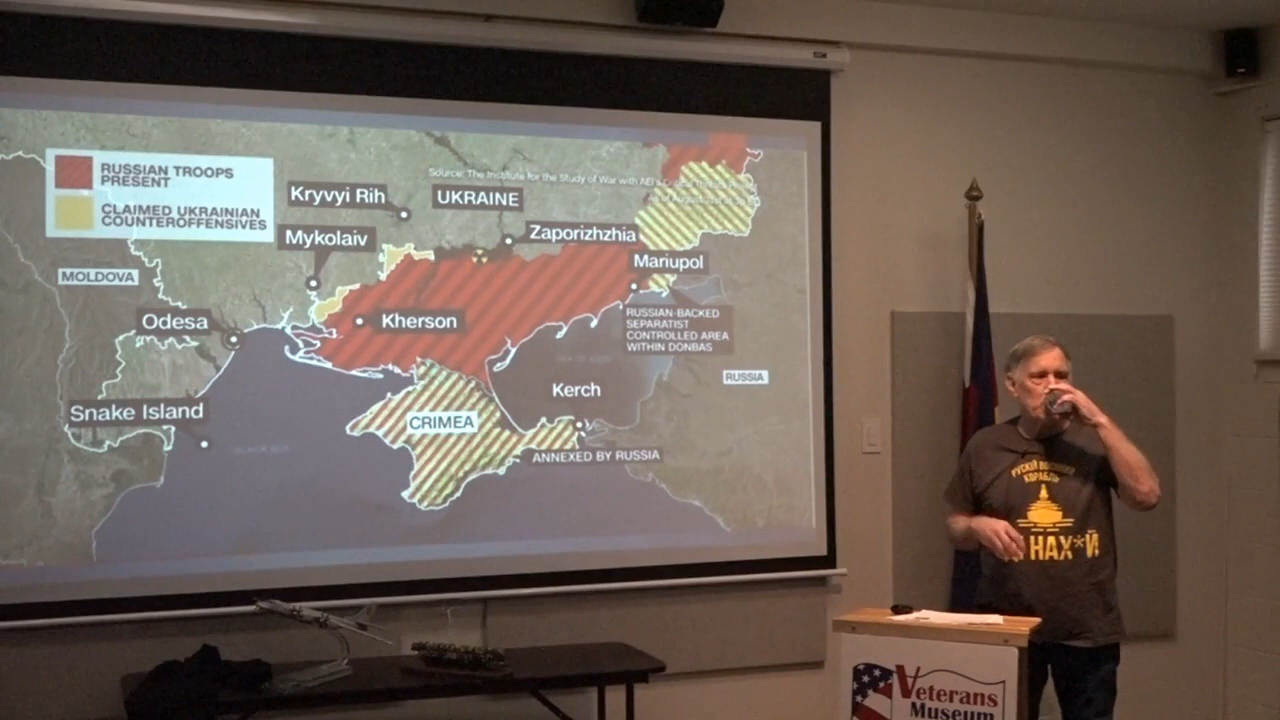 RUSSIAN TROOPS
PRESENT
CLAIMED UKRAINIAN
COUNTEROFFENSIVES
Source: The Institute for the Study of War with AEI's
Kryvyi Rih
UKRAINE
Mykolaiv
Zaporizhzhia
MOLDOVA
Mariupol
Odesa
Kherson
RUSSIAN-BACKED
SEPARATIST
CONTROLLED AREA
WITHIN DONBAS
RUSSIA
Kerch
Snake Island
CRIMEA
ANNEXED BY RUSSIA
КОРАБЛЬ
НАХ*Й
Veterans
Museum